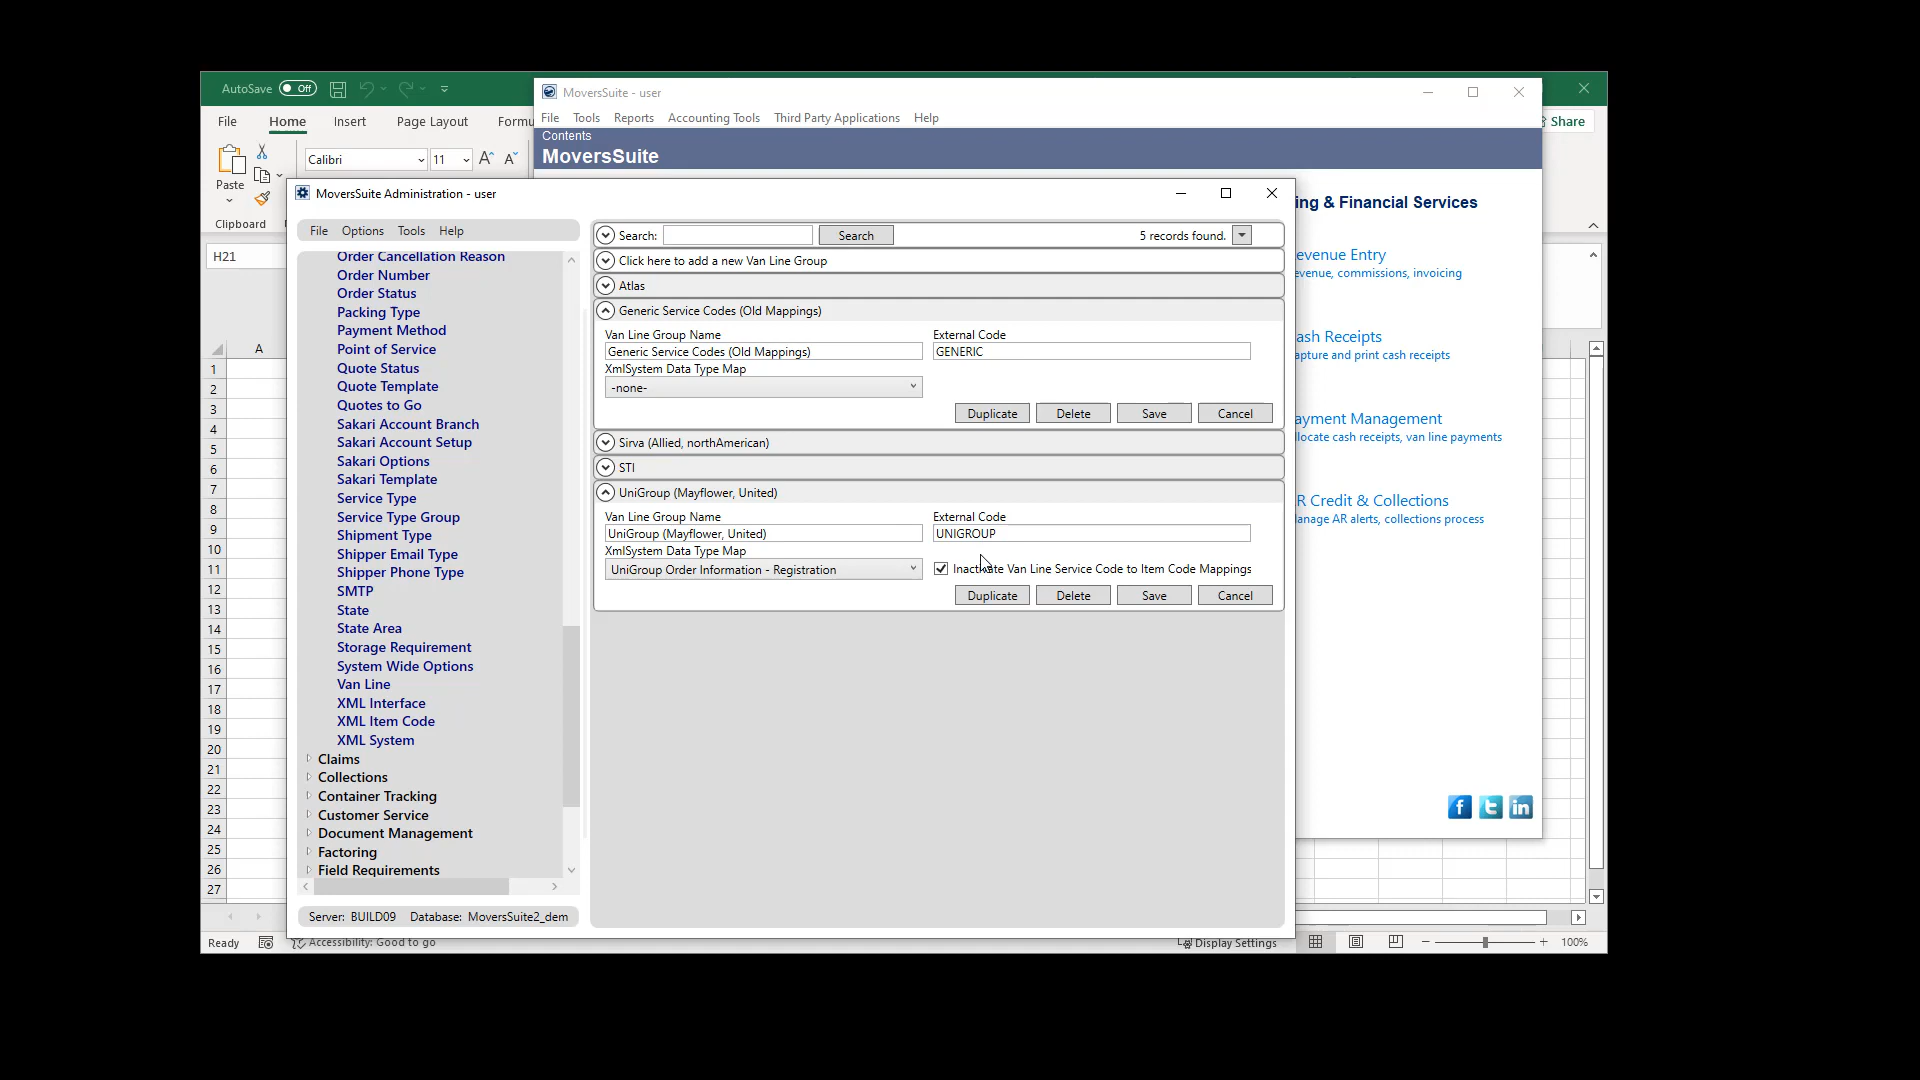 AutoSave Off
File Home Insert Page Layout Formu
Share
Calibri 11
Paste
Clipboard
H21
A
1
2
3
4
5
6
7
8
9
10
11
12
13
14
15
16
17
18
19
20
21
22
23
24
25
26
27
Ready Accessibility: Good to go Display Settings 100%
MoversSuite - user
File Tools Reports Accounting Tools Third Party Applications Help
Contents
MoversSuite
ing & Financial Services
evenue Entry
evenue, commissions, invoicing
ash Receipts
apture and print cash receipts
ayment Management
locate cash receipts, van line payments
R Credit & Collections
anage AR alerts, collections process
MoversSuite Administration - user
File Options Tools Help
Order Cancellation Reason
Order Number
Order Status
Packing Type
Payment Method
Point of Service
Quote Status
Quote Template
Quotes to Go
Sakari Account Branch
Sakari Account Setup
Sakari Options
Sakari Template
Service Type
Service Type Group
Shipment Type
Shipper Email Type
Shipper Phone Type
SMTP
State
State Area
Storage Requirement
System Wide Options
Van Line
XML Interface
XML Item Code
XML System
Claims
Collections
Container Tracking
Customer Service
Document Management
Factoring
Field Requirements
Server: BUILD09 Database: MoversSuite2_dem
Search: Search 5 records found.
Click here to add a new Van Line Group
Atlas
Generic Service Codes (Old Mappings)
Van Line Group Name External Code
Generic Service Codes (Old Mappings) GENERIC
XmlSystem Data Type Map
-none-
Duplicate Delete Save Cancel
Sirva (Allied, northAmerican)
STI
UniGroup (Mayflower, United)
Van Line Group Name External Code
UniGroup (Mayflower, United) UNIGROUP
XmlSystem Data Type Map
UniGroup Order Information - Registration Inactivate Van Line Service Code to Item Code Mappings
Duplicate Delete Save Cancel